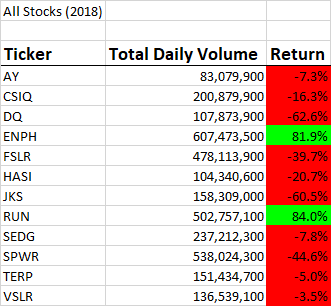 All Stocks (2018)
Ticker Total Daily Volume Return
AY 83,079,900 -7.3%
CSIQ 200,879,900 -16.3%
DQ 107,873,900 -62.6%
ENPH 607,473,500 81.9%
FSLR 478,113,900 -39.7%
HASI 104,340,600 -20.7%
JKS 158,309,000 -60.5%
RUN 502,757,100 84.0%
SEDG 237,212,300 -7.8%
SPWR 538,024,300 -44.6%
TERP 151,434,700 -5.0%
VSLR 136,539,100 -3.5%